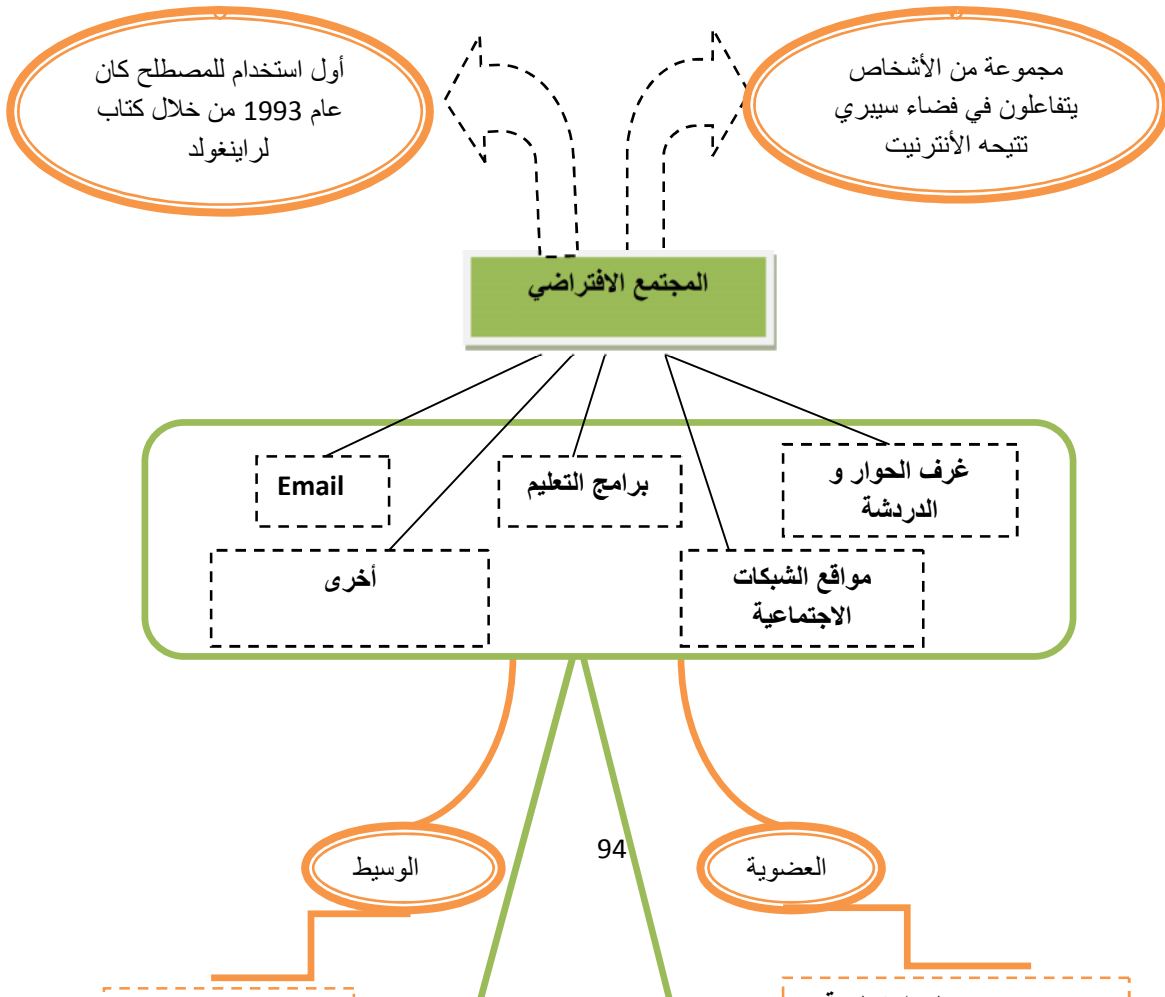 مجموعة من الأشخاص
يتفاعلون في فضاء سيبري
تتيحه الأنترنيت
أول استخدام للمصطلح كان
عام 1993 من خلال كتاب
لراينغولد
المجتمع الافتراضي
غرف الحوار و
الدردشة
برامج التعليم
Email
مواقع الشبكات
الاجتماعية
أخرى
العضوية
94
الوسيط